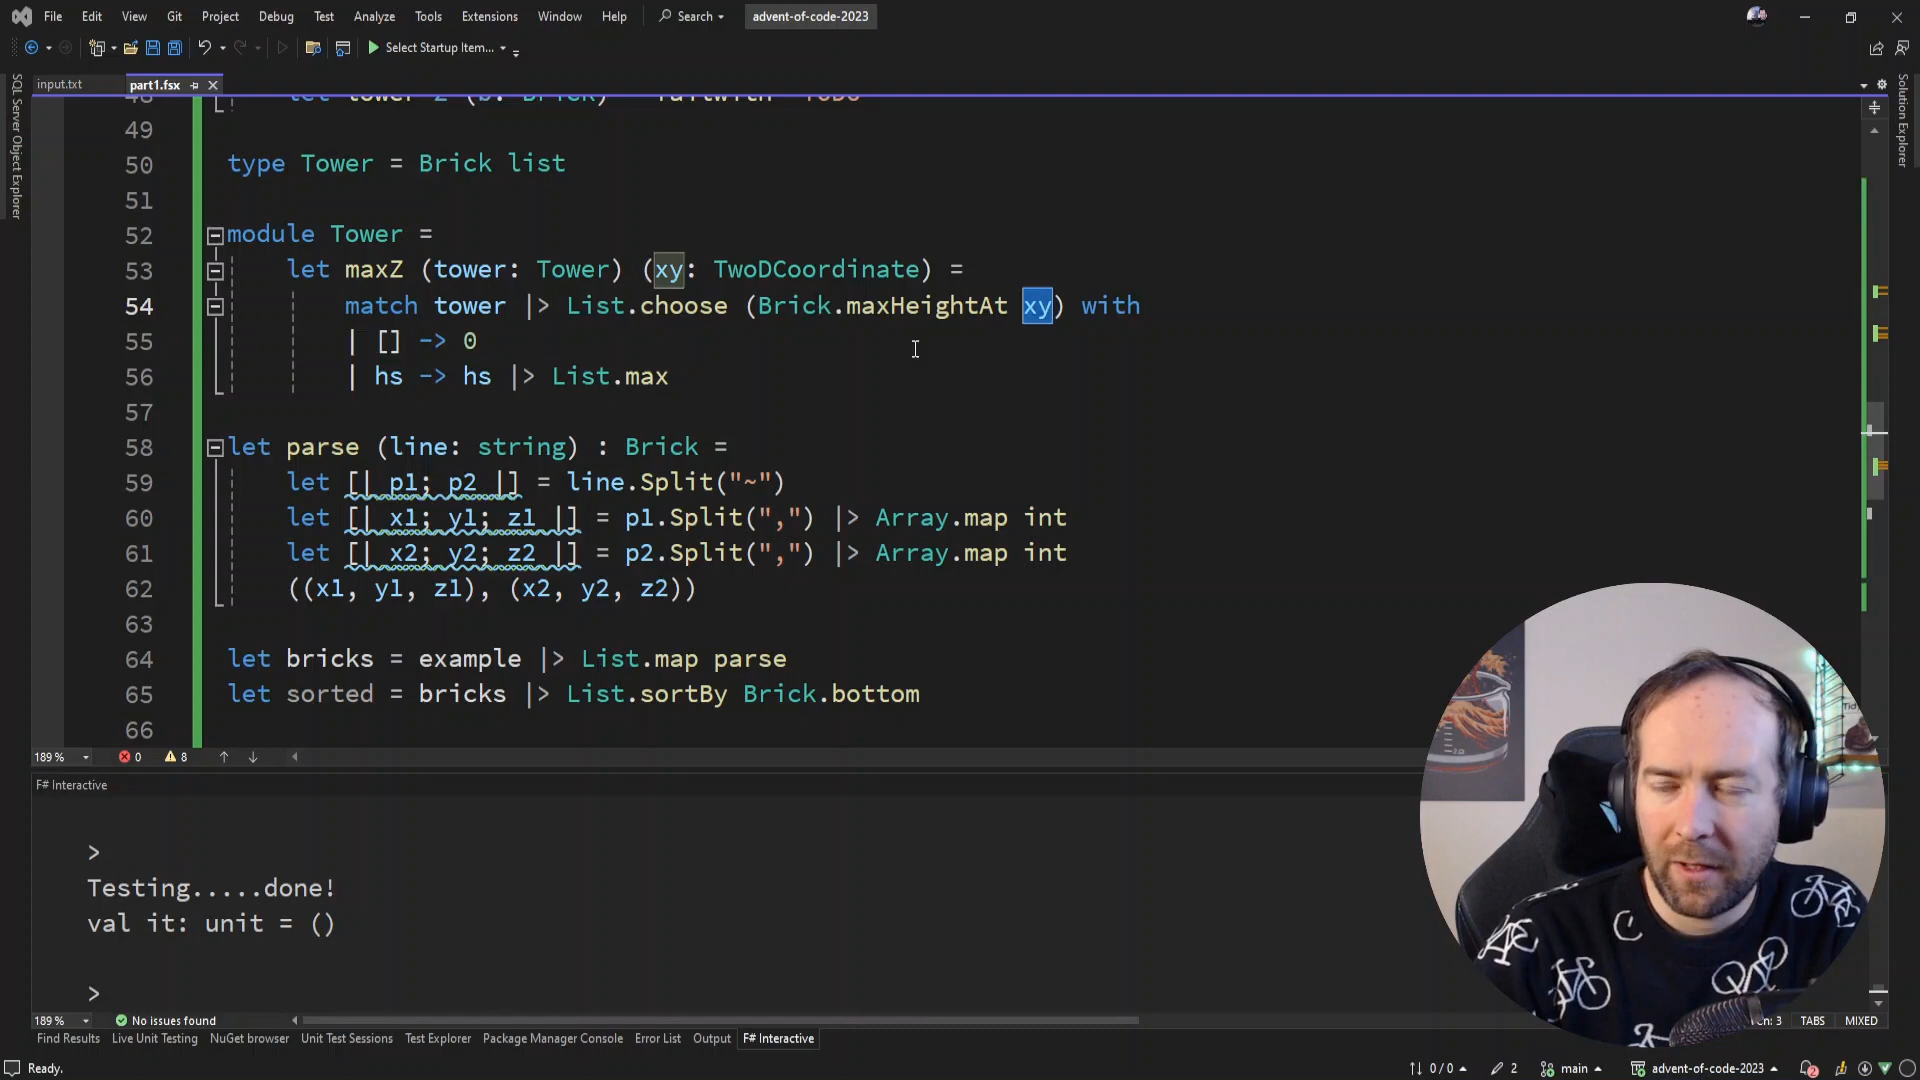 File Edit View Git Project Debug Test Analyze Tools Extensions Window Help Search advent-of-code-2023
Select Startup Item...
input.txt part1.fsx
SQL Server Object Explorer
Solution Explorer
49
50 type Tower = Brick list
51
52 module Tower =
53 let maxZ (tower: Tower) (xy: TwoDCoordinate) =
54 match tower |> List.choose (Brick.maxHeightAt xy) with
55 | [] -> 0
56 | hs -> hs |> List.max
57
58 let parse (line: string) : Brick =
59 let [| p1; p2 |] = line.Split("~")
60 let [| x1; y1; z1 |] = p1.Split(",") |> Array.map int
61 let [| x2; y2; z2 |] = p2.Split(",") |> Array.map int
62 ((x1, y1, z1), (x2, y2, z2))
63
64 let bricks = example |> List.map parse
65 let sorted = bricks |> List.sortBy Brick.bottom
66
189 % 0 8
F# Interactive
>
Testing.....done!
val it: unit = ()
>
189 % No issues found
TABS MIXED
Find Results Live Unit Testing NuGet browser Unit Test Sessions Test Explorer Package Manager Console Error List Output F# Interactive
Ready. 0 / 0 2 main advent-of-code-2023 2